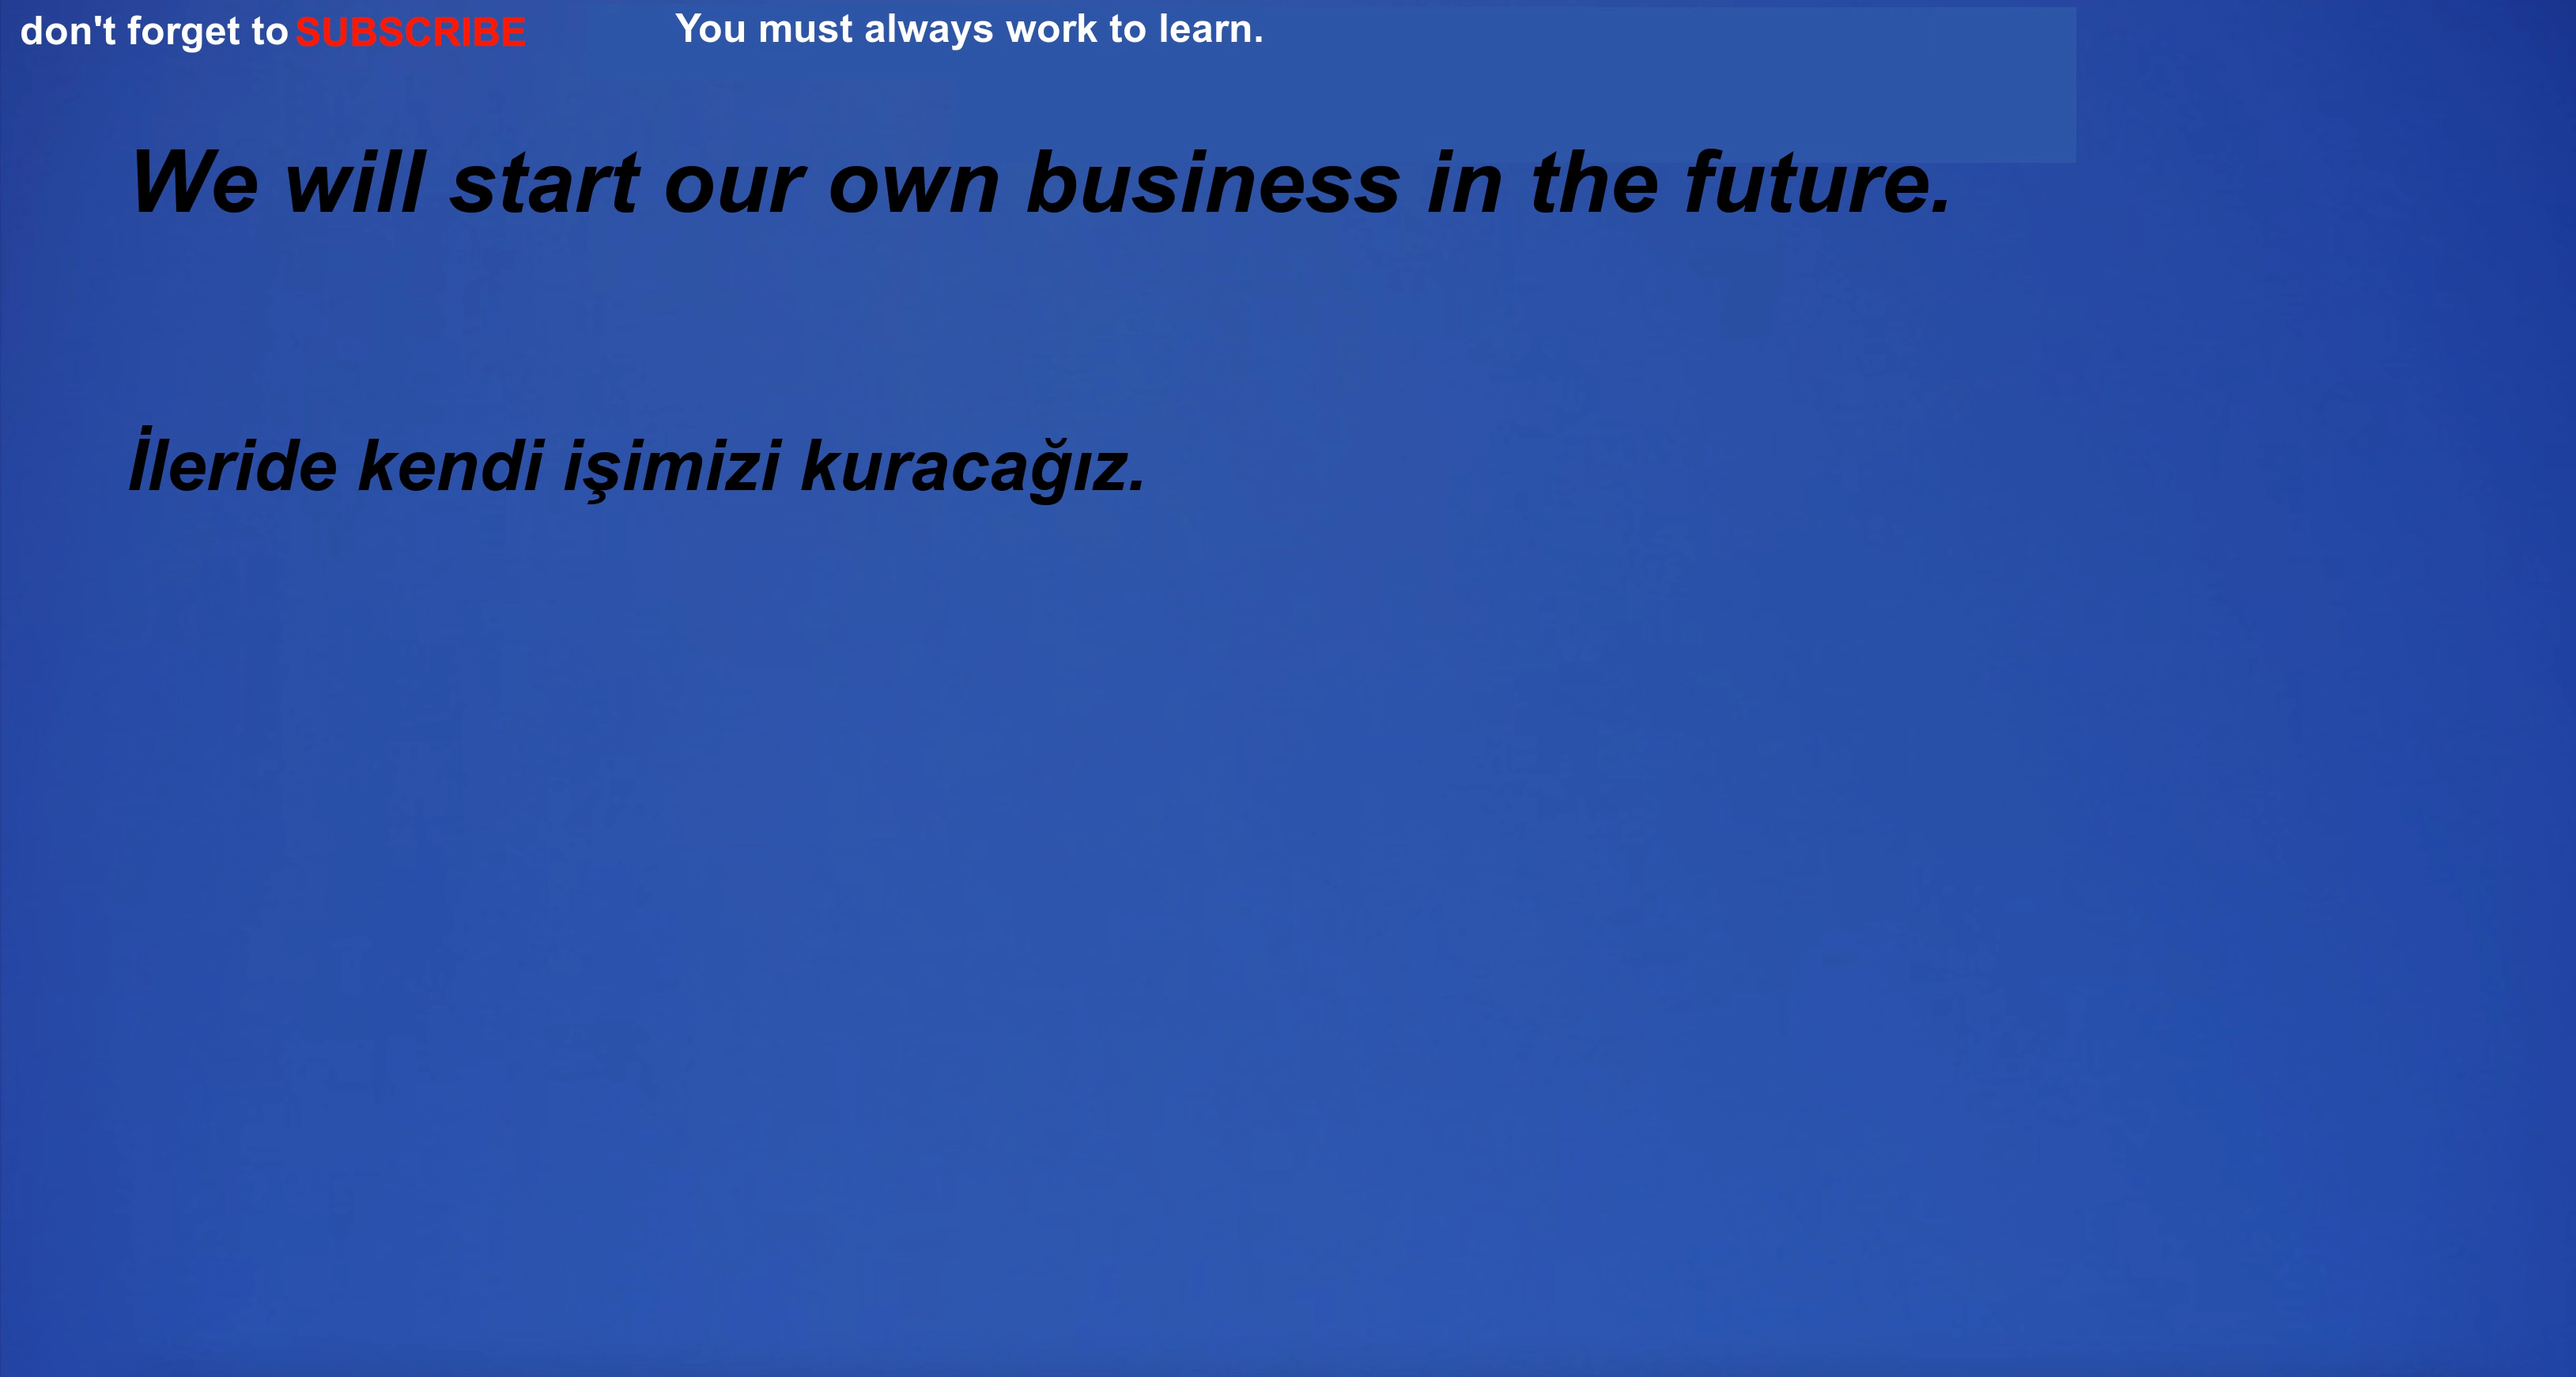 don't forget to SUBSCRIBE You must always work to learn.
We will start our own business in the future.
İleride kendi işimizi kuracağız.